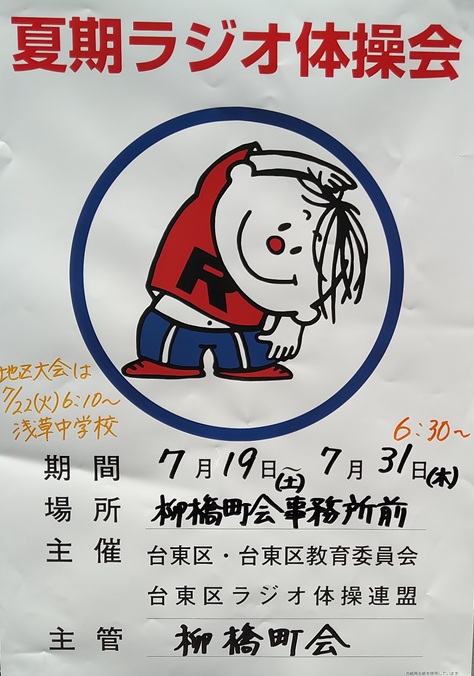 夏期ラジオ体操会
R
地区大会は
7/22(火)6:10~
浅草中学校
6:30~
期間 7月19日(土)~7月31日(木)
場所 柳橋町会事務所前
主催 台東区・台東区教育委員会
台東区ラジオ体操連盟
主管 柳橋町会